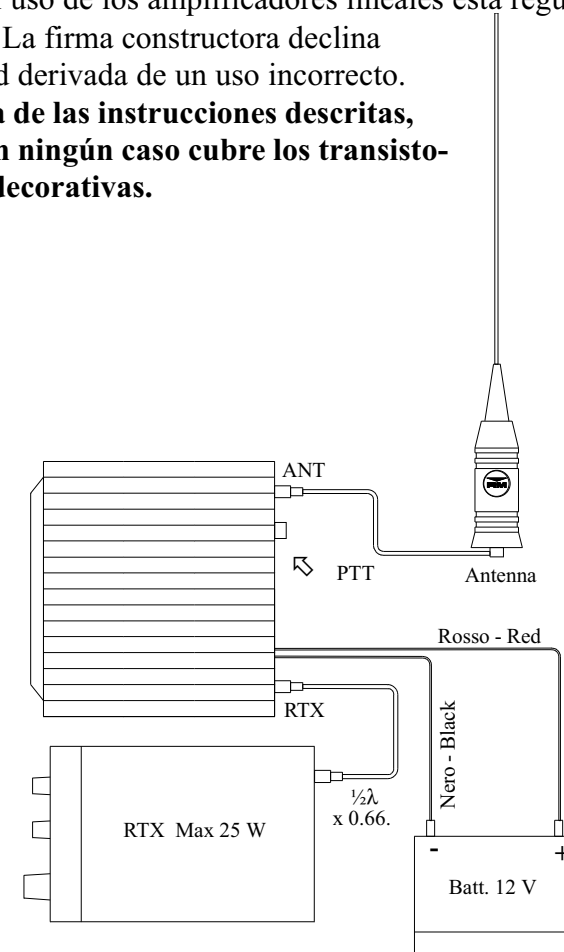 uso de los amplificadores lineales está regu
La firma constructora declina
derivada de un uso incorrecto.
de las instrucciones descritas,
ningún caso cubre los transisto-
decorativas.
ANT
PTT
Antenna
Rosso - Red
RTX
Nero - Black
½λ
x 0.66.
RTX Max 25 W
- +
Batt. 12 V